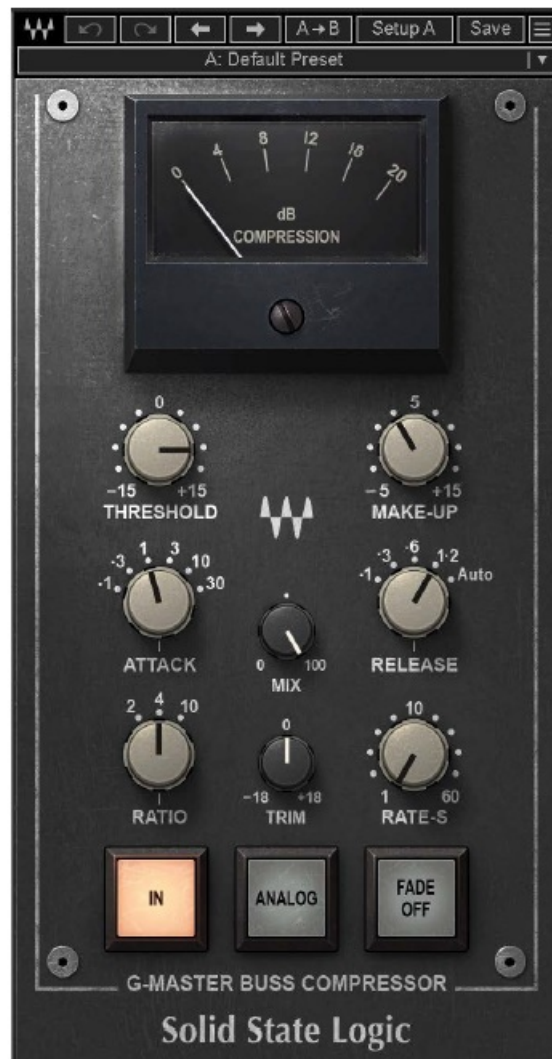 A→B Setup A Save
A: Default Preset
0 4 8 12 16 20
dB
COMPRESSION
0 5
-15 +15 -5 +15
THRESHOLD MAKE-UP
·1 ·3 1 3 10 30
·1 ·3 ·6 1·2 Auto
ATTACK RELEASE
0 100
MIX
2 4 10
0
10
-18 +18
1 60
RATIO TRIM RATE-S
IN ANALOG FADE
OFF
G-MASTER BUSS COMPRESSOR
Solid State Logic